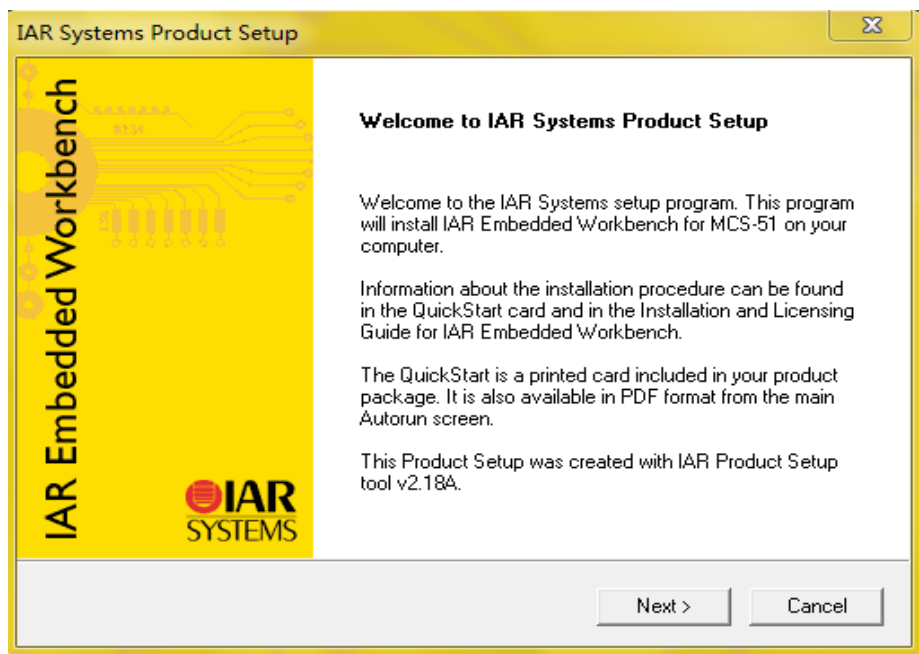 IAR Systems Product Setup
IAR Embedded Workbench
Welcome to IAR Systems Product Setup
Welcome to the IAR Systems setup program. This program
will install IAR Embedded Workbench for MCS-51 on your
computer.
Information about the installation procedure can be found
in the QuickStart card and in the Installation and Licensing
Guide for IAR Embedded Workbench.
The QuickStart is a printed card included in your product
package. It is also available in PDF format from the main
Autorun screen.
This Product Setup was created with IAR Product Setup
tool v2.18A.
IAR
SYSTEMS
Next >
Cancel